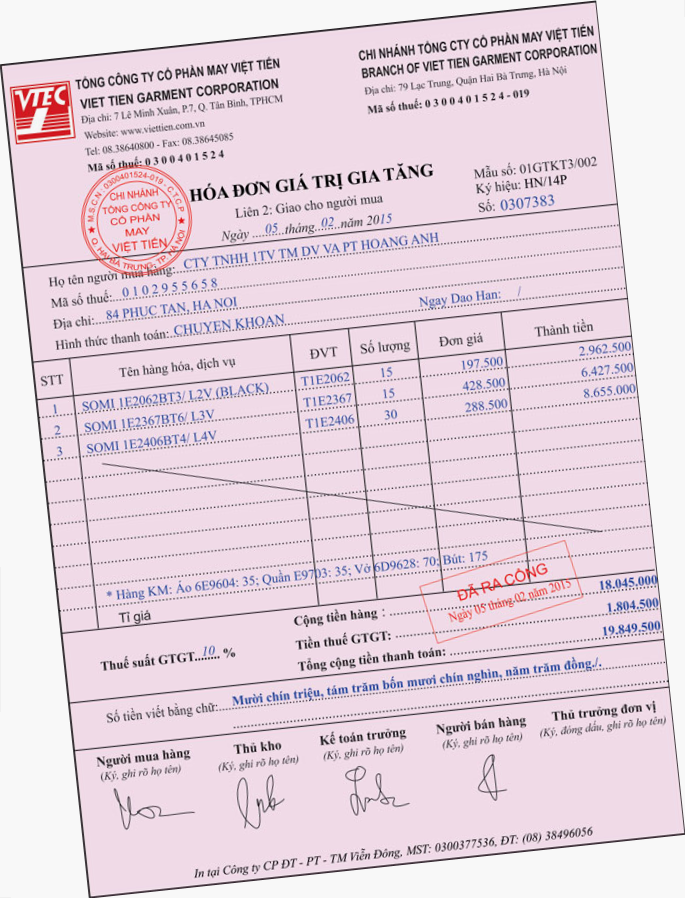 VTEC
TỔNG CÔNG TY CỔ PHẦN MAY VIỆT TIẾN
VIET TIEN GARMENT CORPORATION
Địa chỉ: 7 Lê Minh Xuân, P.7, Q. Tân Bình, TPHCM
Website: www.viettien.com.vn
Tel: 08.38640800 - Fax: 08.38645085
Mã số thuế: 0 3 0 0 4 0 1 5 2 4
CHI NHÁNH TỔNG CTY CỔ PHẦN MAY VIỆT TIẾN
BRANCH OF VIET TIEN GARMENT CORPORATION
Địa chỉ: 79 Lạc Trung, Quận Hai Bà Trưng, Hà Nội
Mã số thuế: 0 3 0 0 4 0 1 5 2 4 - 019
M.S.C.N: 0300401524-019 - C.T.C.P
CHI NHÁNH
TỔNG CÔNG TY
CỔ PHẦN
MAY
VIỆT TIẾN
Q. HAI BÀ TRƯNG, TP HÀ NỘI
HÓA ĐƠN GIÁ TRỊ GIA TĂNG
Liên 2: Giao cho người mua
Ngày ...05...tháng...02... năm 2015
Mẫu số: 01GTKT3/002
Ký hiệu: HN/14P
Số: 0307383
Họ tên người mua hàng: CTY TNHH 1TV TM DV VA PT HOANG ANH
Mã số thuế: 0 1 0 2 9 5 5 6 5 8
Địa chỉ: 84 PHUC TAN, HA NOI
Hình thức thanh toán: CHUYEN KHOAN Ngay Dao Han: /
STT Tên hàng hóa, dịch vụ ĐVT Số lượng Đơn giá Thành tiền
1 SOMI 1E2062BT3/ L2V (BLACK) T1E2062 15 197.500 2.962.500
2 SOMI 1E2367BT6/ L3V T1E2367 15 428.500 6.427.500
3 SOMI 1E2406BT4/ L4V T1E2406 30 288.500 8.655.000
* Hàng KM: Áo 6E9604: 35; Quần E9703: 35; Vở 6D9628: 70; Bút: 175
ĐÃ RA CỔNG
Ngày 05 tháng 02 năm 2015
Tỉ giá Cộng tiền hàng : 18.045.000
Thuế suất GTGT...10... % Tiền thuế GTGT: 1.804.500
Tổng cộng tiền thanh toán: 19.849.500
Số tiền viết bằng chữ: Mười chín triệu, tám trăm bốn mươi chín nghìn, năm trăm đồng./.
Người mua hàng Thủ kho Kế toán trưởng Người bán hàng Thủ trưởng đơn vị
(Ký, ghi rõ họ tên) (Ký, ghi rõ họ tên) (Ký, ghi rõ họ tên) (Ký, ghi rõ họ tên) (Ký, đóng dấu, ghi rõ họ tên)
In tại Công ty CP ĐT - PT - TM Viễn Đông, MST: 0300377536, ĐT: (08) 38496056